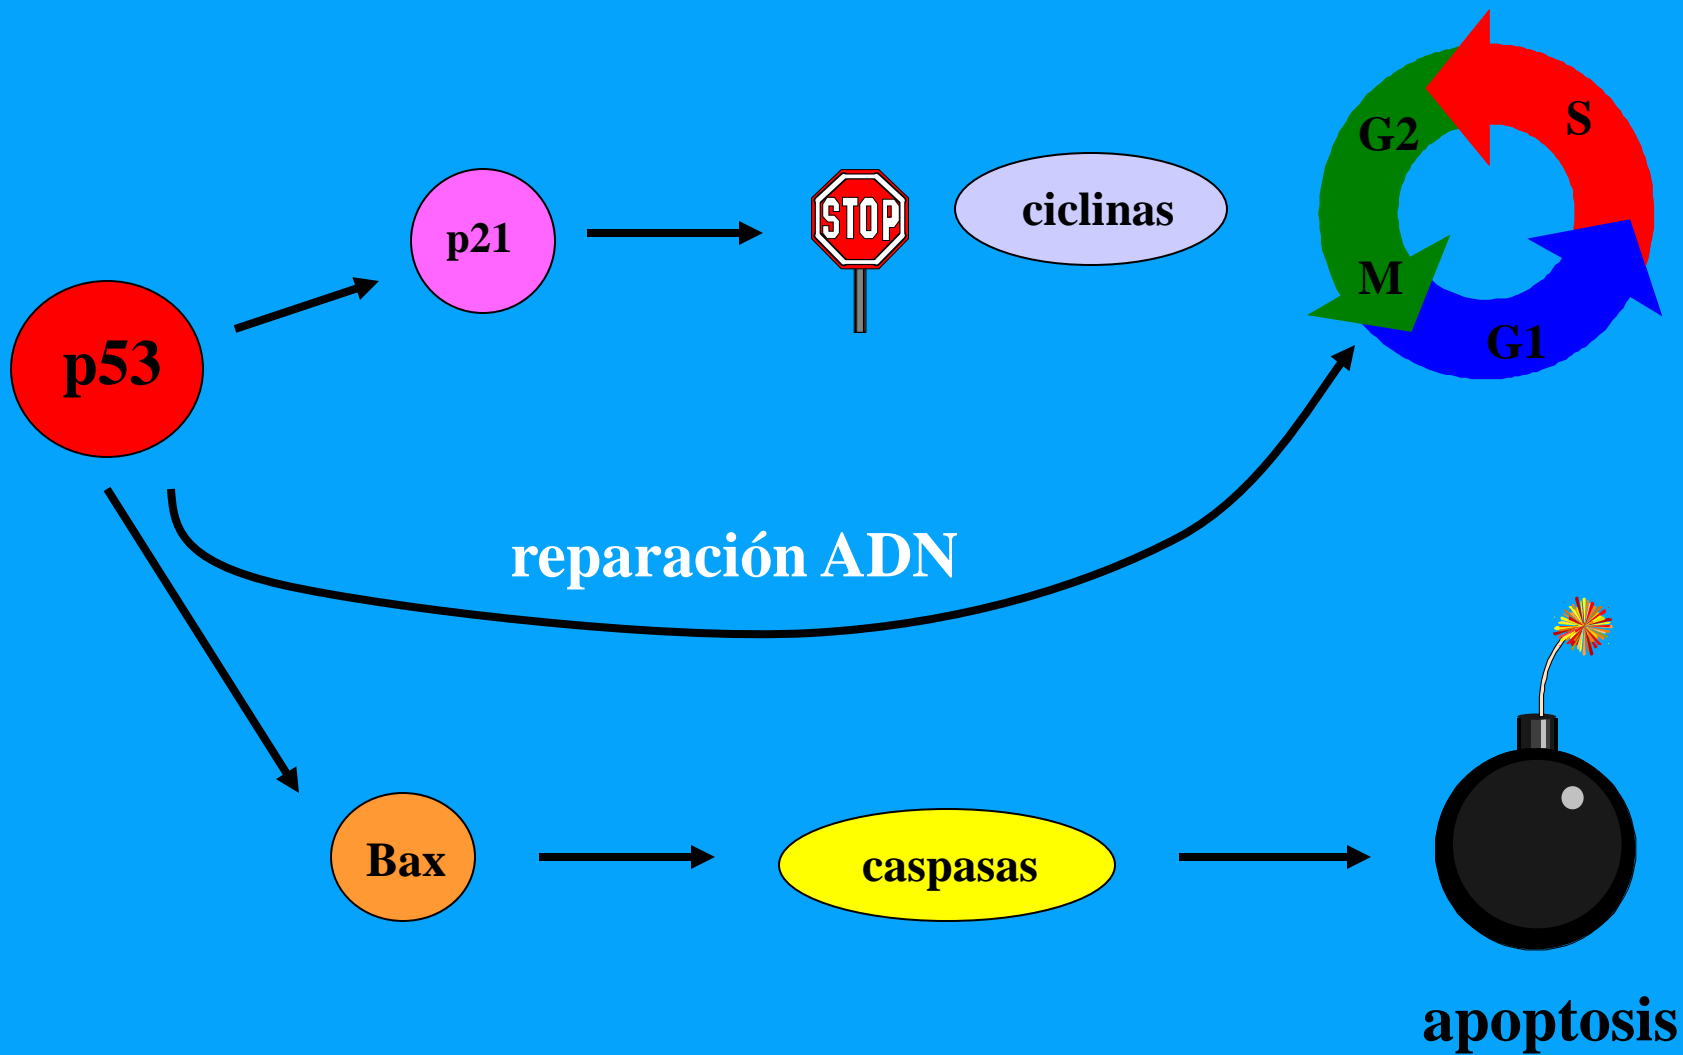 S
G2
STOP
ciclinas
p21
M
G1
p53
reparación ADN
Bax
caspasas
apoptosis